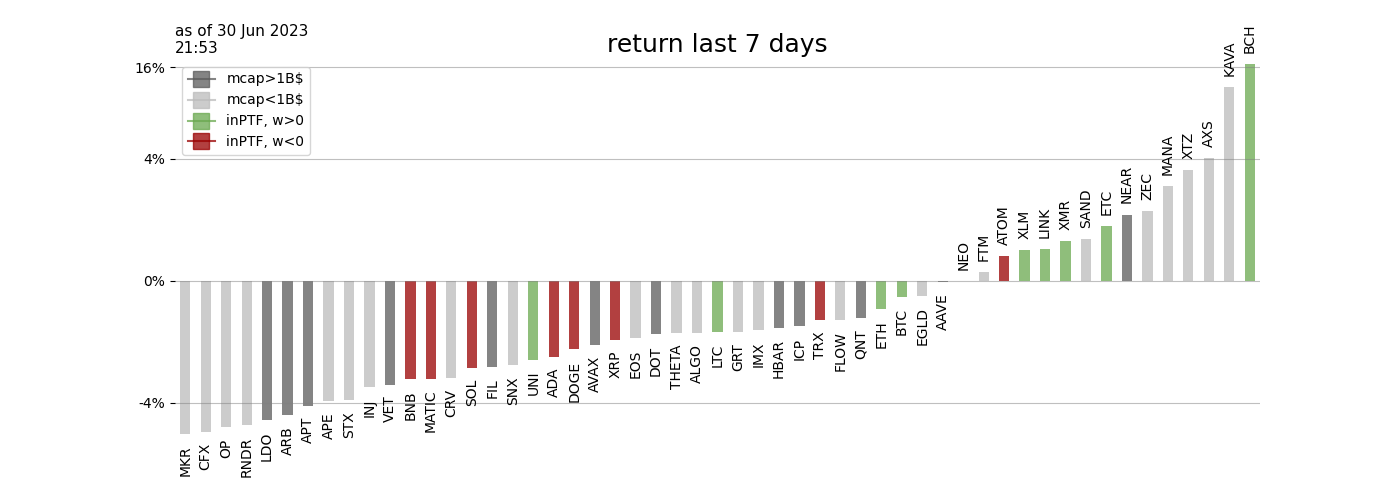 as of 30 Jun 2023
21:53
return last 7 days
16%
4%
0%
-4%
mcap>1B$
mcap<1B$
inPTF, w>0
inPTF, w<0
MKR
CFX
OP
RNDR
LDO
ARB
APT
APE
STX
INJ
VET
BNB
MATIC
CRV
SOL
FIL
SNX
UNI
ADA
DOGE
AVAX
XRP
EOS
DOT
THETA
ALGO
LTC
GRT
IMX
HBAR
ICP
TRX
FLOW
QNT
ETH
BTC
EGLD
AAVE
NEO
FTM
ATOM
XLM
LINK
XMR
SAND
ETC
NEAR
ZEC
MANA
XTZ
AXS
KAVA
BCH